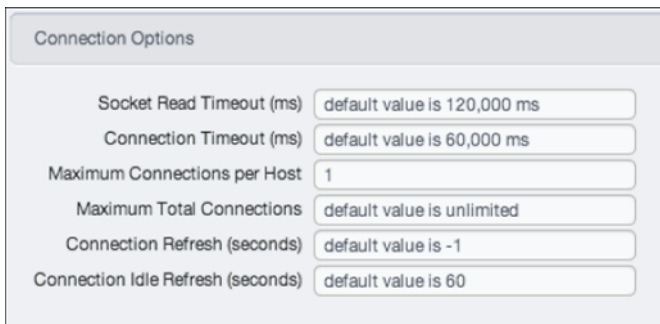 Connection Options
Socket Read Timeout (ms) default value is 120,000 ms
Connection Timeout (ms) default value is 60,000 ms
Maximum Connections per Host 1
Maximum Total Connections default value is unlimited
Connection Refresh (seconds) default value is -1
Connection Idle Refresh (seconds) default value is 60